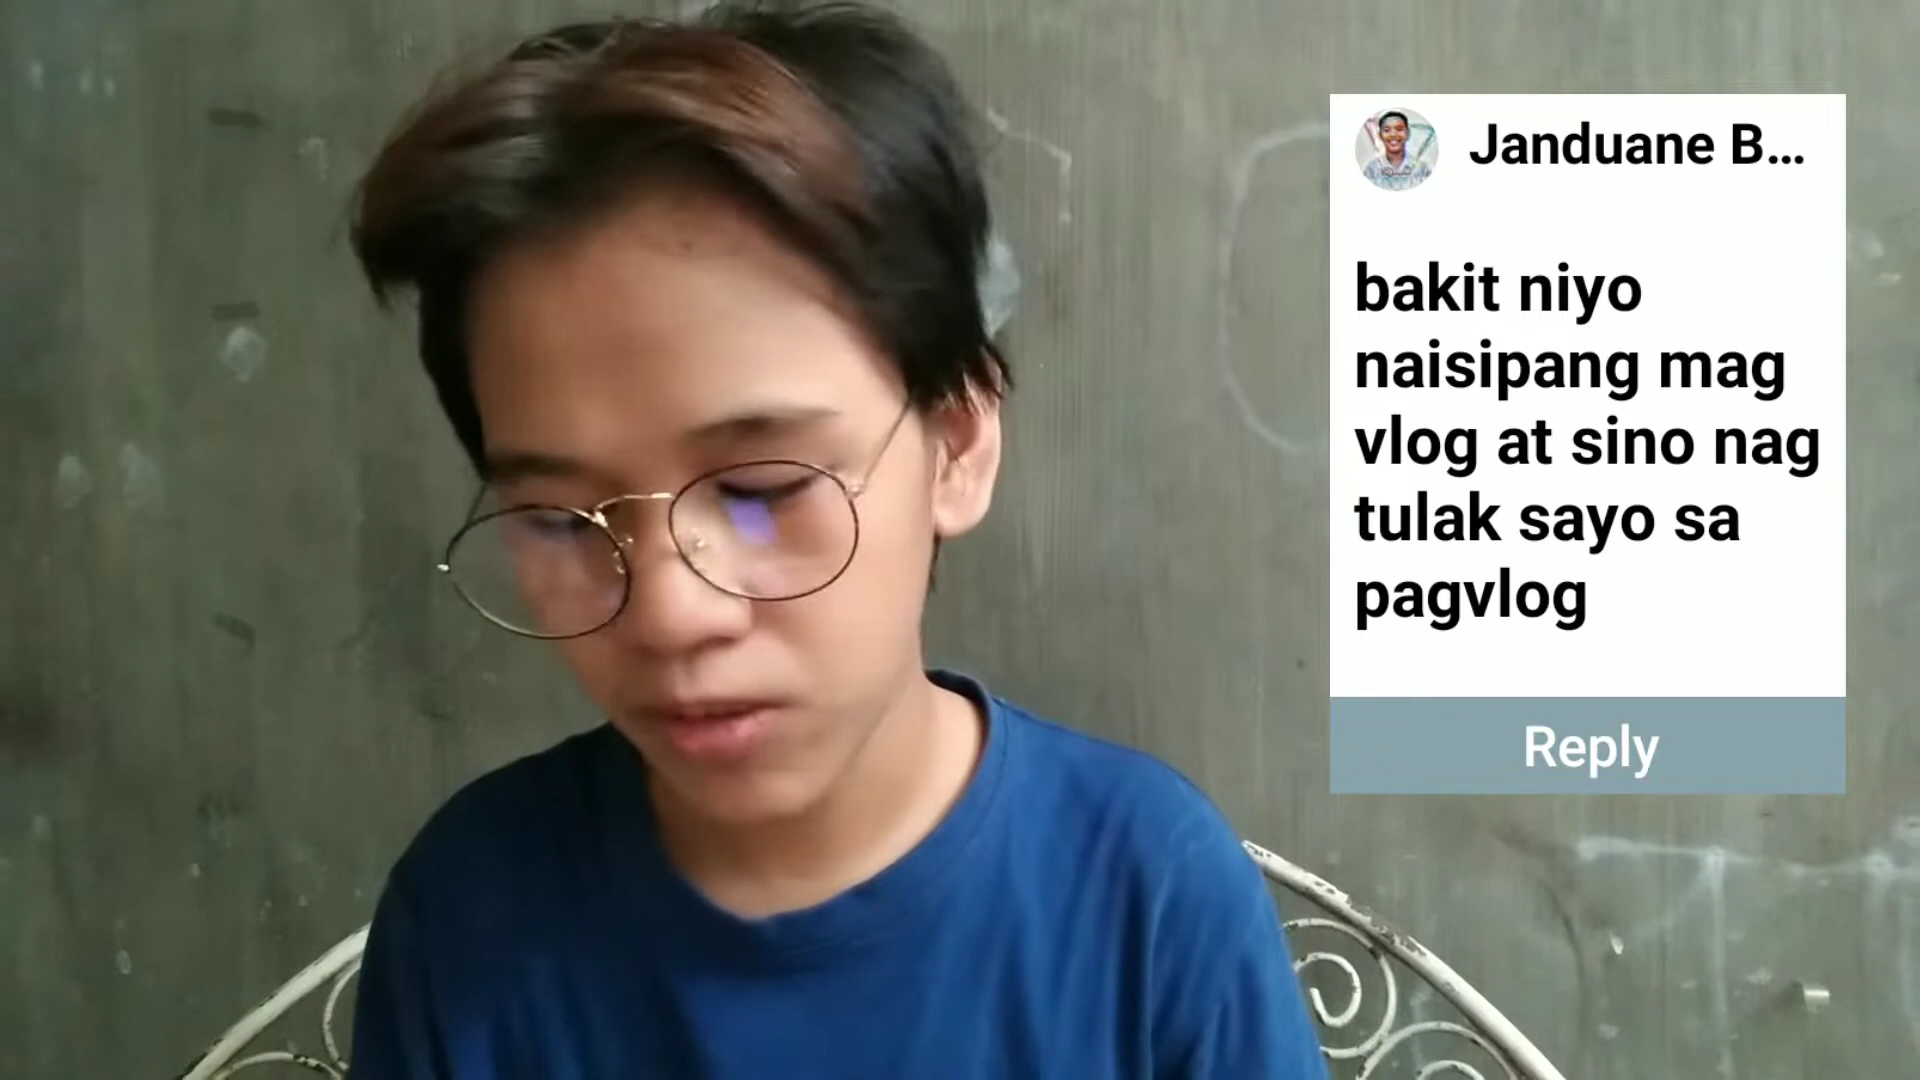 Janduane B...
bakit niyo
naisipang mag
vlog at sino nag
tulak sayo sa
pagvlog
Reply